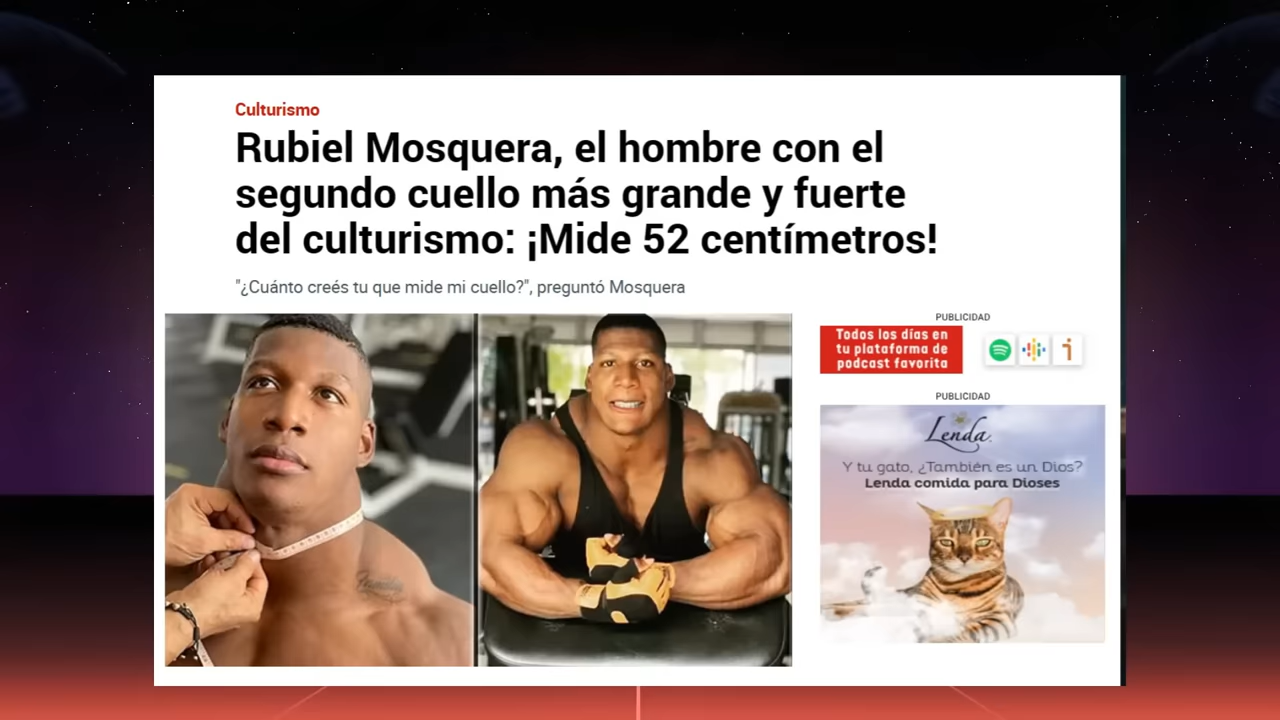 Culturismo
Rubiel Mosquera, el hombre con el
segundo cuello más grande y fuerte
del culturismo: ¡Mide 52 centímetros!
"¿Cuánto creés tu que mide mi cuello?", preguntó Mosquera
PUBLICIDAD
Todos los días en
tu plataforma de
podcast favorita
PUBLICIDAD
Lenda
Y tu gato, ¿También es un Dios?
Lenda comida para Dioses